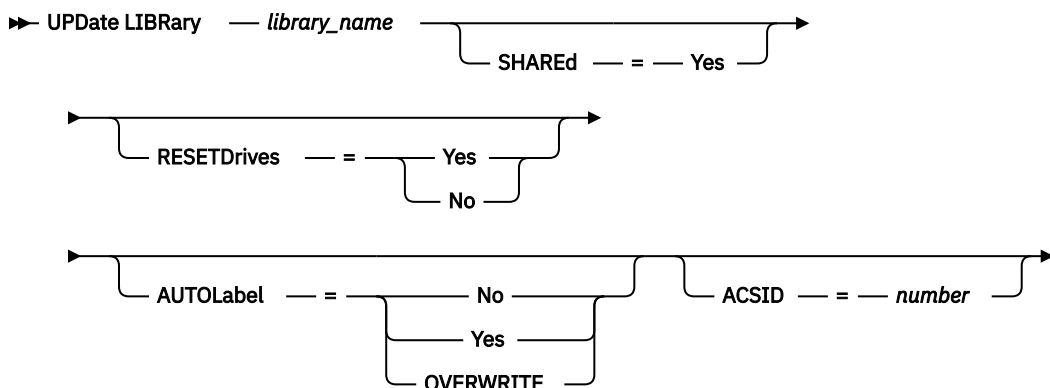 UPDate LIBRary library_name
SHAREd = Yes
RESETDrives = Yes
No
AUTOLabel = No ACSID = number
Yes
OVERWRITE